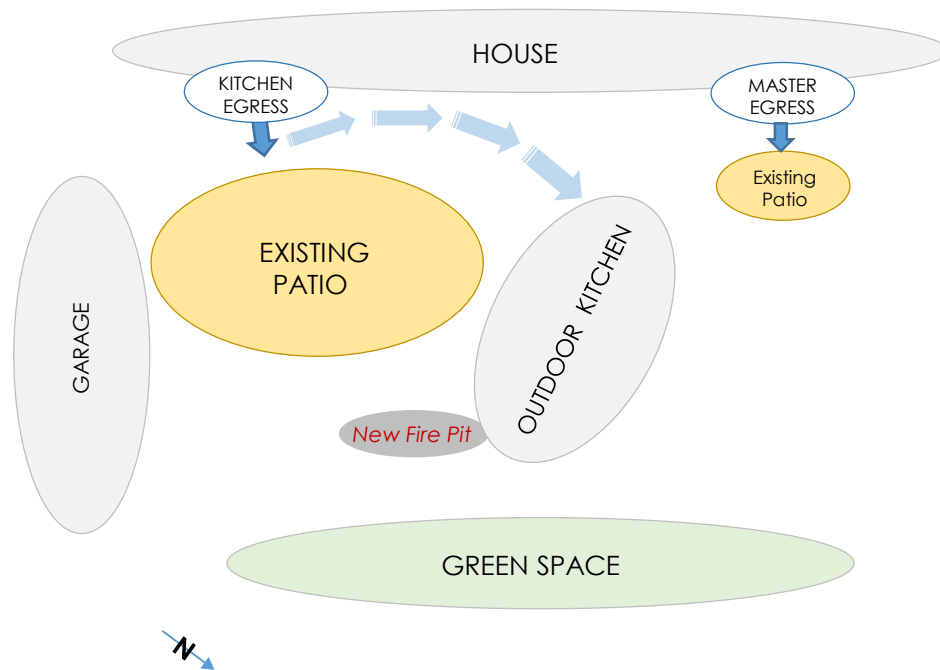 HOUSE
KITCHEN
EGRESS
MASTER
EGRESS
Existing
Patio
EXISTING
PATIO
OUTDOOR KITCHEN
GARAGE
New Fire Pit
GREEN SPACE
N